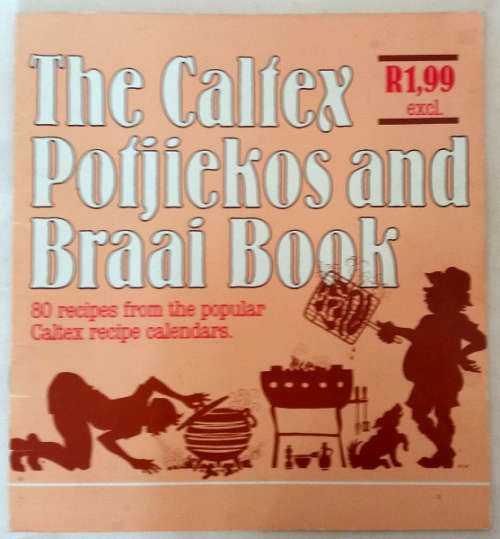 The Caltex
Potjiekos and
Braai Book
R1,99
excl.
80 recipes from the popular
Caltex recipe calendars.